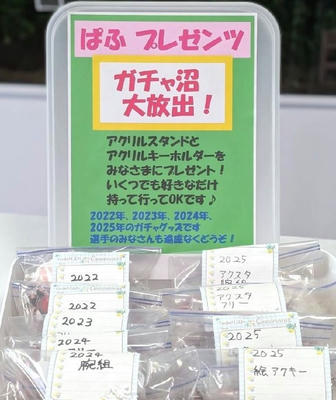 ぱふ プレゼンツ
ガチャ沼
大放出！
アクリルスタンドと
アクリルキーホルダーを
みなさまにプレゼント！
いくつでも好きなだけ
持って行ってOKです♪
2022年、2023年、2024年、
2025年のガチャグッズです
選手のみなさんも遠慮なくどうぞ！
2022
2022
2023
2024
2024
腕組
2025
アクスタ
腕組
2025
アクスタ
フリー
2025
2025
絵アクキー